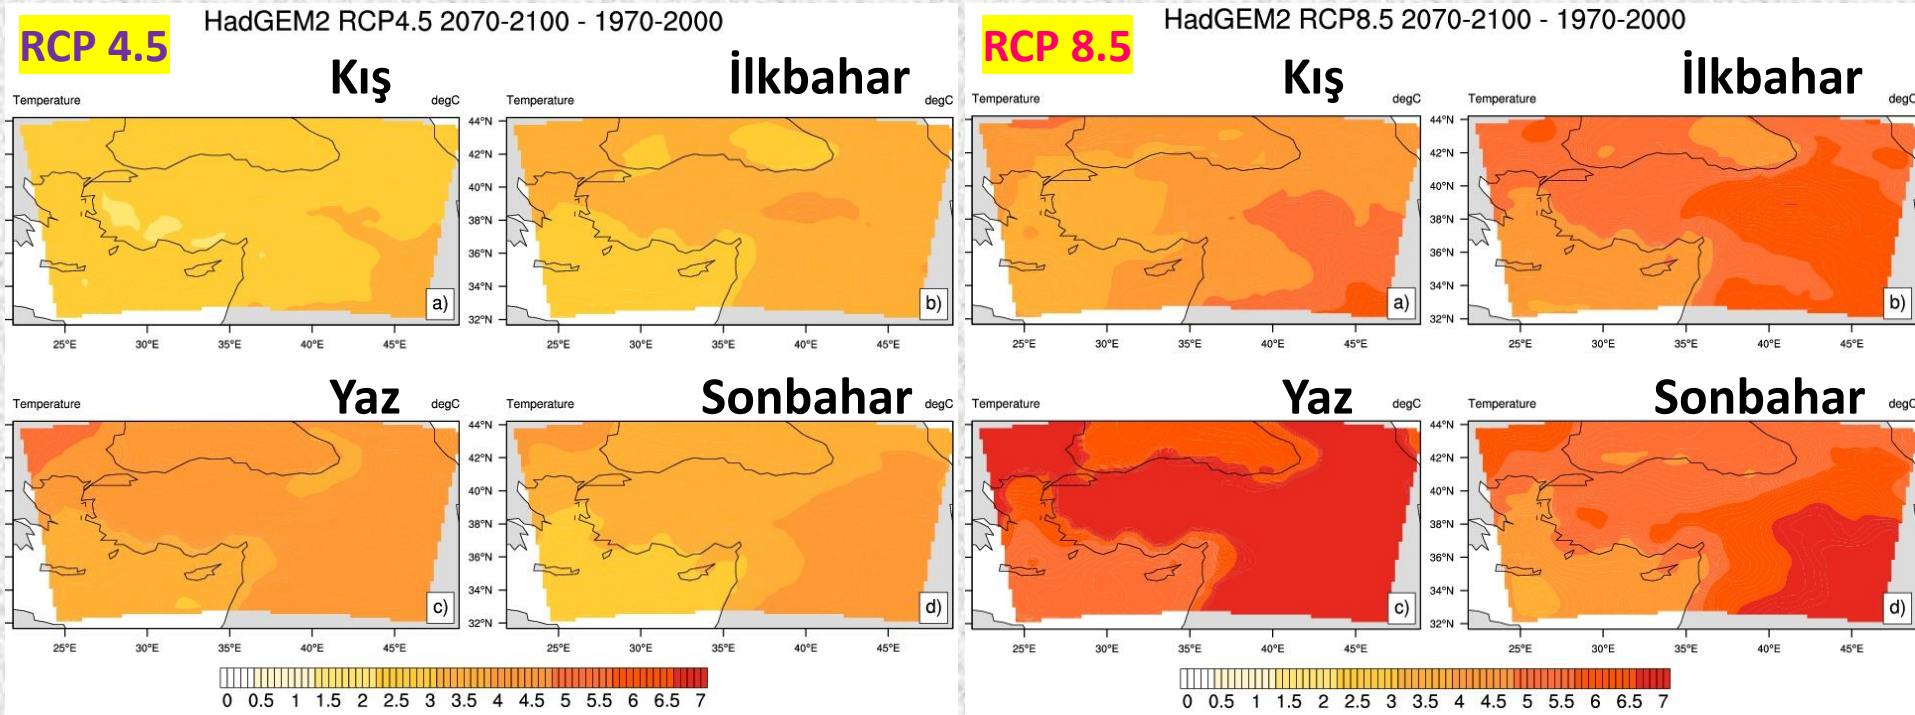 HadGEM2 RCP4.5 2070-2100 - 1970-2000
RCP 4.5
Kış
İlkbahar
Temperature degC
Temperature degC
44°N
42°N
40°N
38°N
36°N
34°N
32°N
a)
b)
25°E 30°E 35°E 40°E 45°E
25°E 30°E 35°E 40°E 45°E
Yaz
Sonbahar
Temperature degC
Temperature degC
44°N
42°N
40°N
38°N
36°N
34°N
32°N
c)
d)
25°E 30°E 35°E 40°E 45°E
25°E 30°E 35°E 40°E 45°E
0 0.5 1 1.5 2 2.5 3 3.5 4 4.5 5 5.5 6 6.5 7
HadGEM2 RCP8.5 2070-2100 - 1970-2000
RCP 8.5
Kış
İlkbahar
Temperature degC
Temperature degC
44°N
42°N
40°N
38°N
36°N
34°N
32°N
a)
b)
25°E 30°E 35°E 40°E 45°E
25°E 30°E 35°E 40°E 45°E
Yaz
Sonbahar
Temperature degC
Temperature degC
44°N
42°N
40°N
38°N
36°N
34°N
32°N
c)
d)
25°E 30°E 35°E 40°E 45°E
25°E 30°E 35°E 40°E 45°E
0 0.5 1 1.5 2 2.5 3 3.5 4 4.5 5 5.5 6 6.5 7